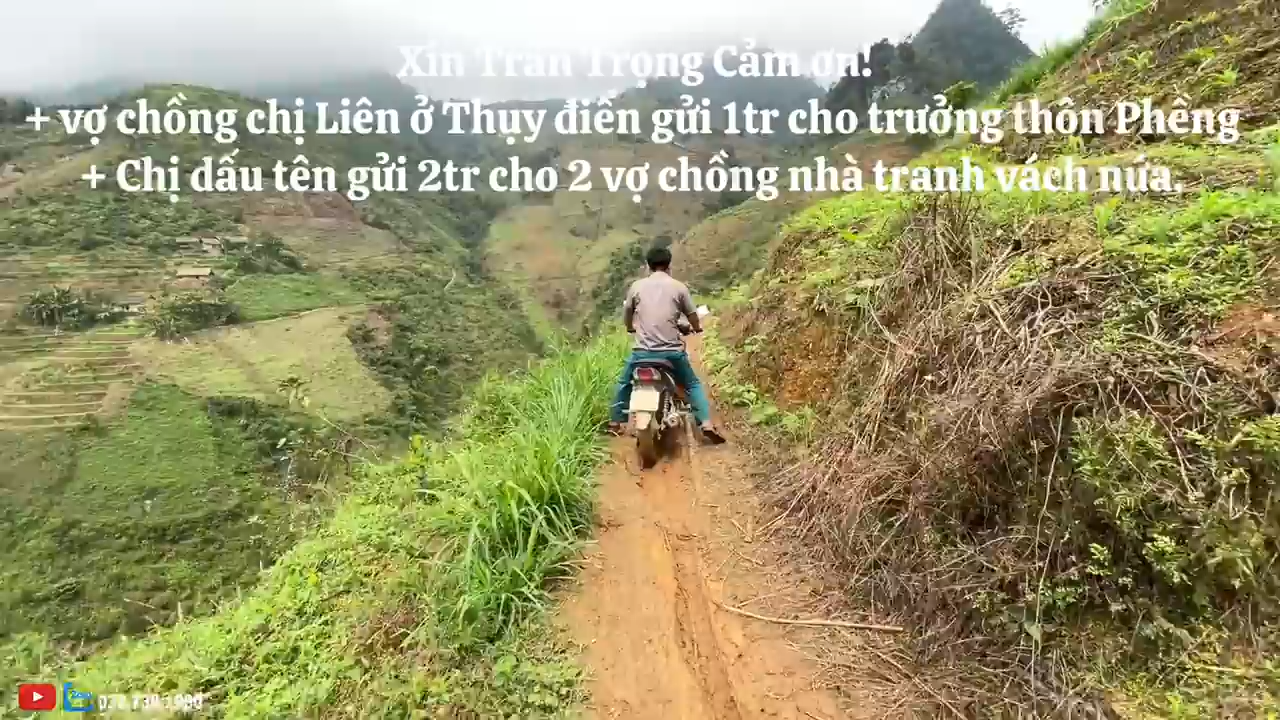 Xin Trân Trọng Cảm ơn!
+ vợ chồng chị Liên ở Thụy điển gửi 1tr cho trưởng thôn Phềng
+ Chị dấu tên gửi 2tr cho 2 vợ chồng nhà tranh vách nứa.